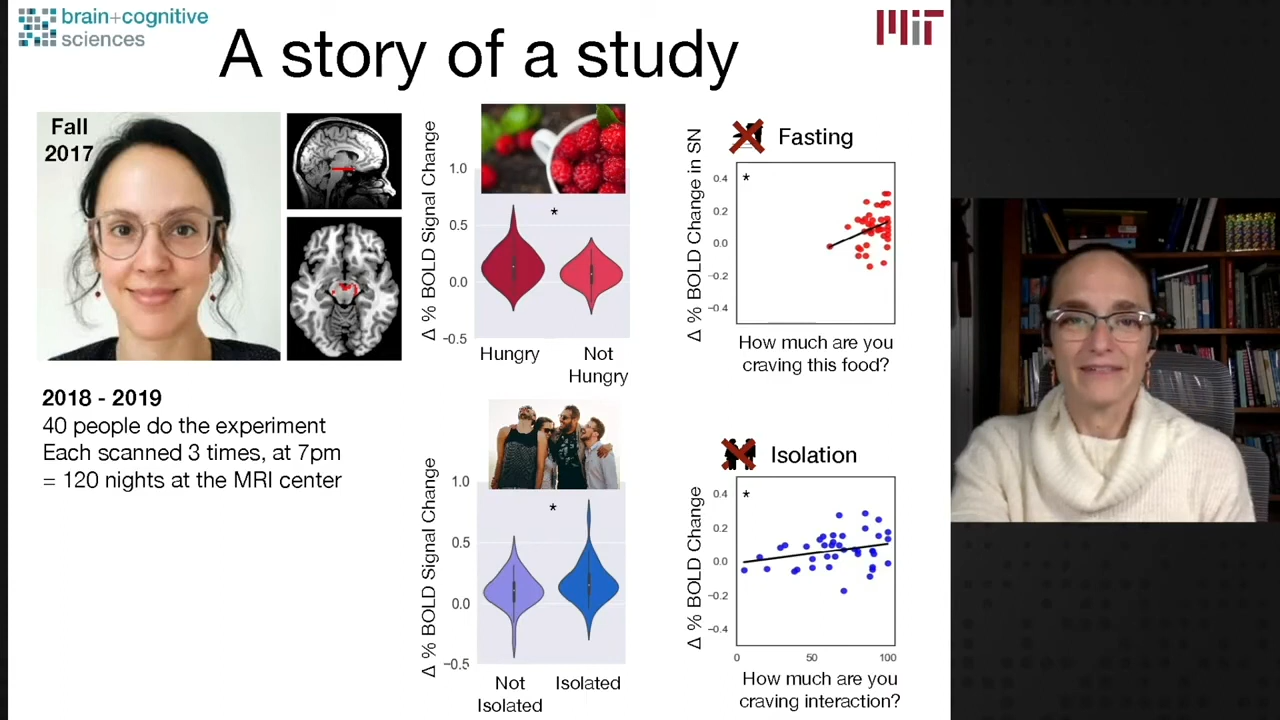 brain+cognitive
sciences
MIT
A story of a study
Fall
2017
2018 - 2019
40 people do the experiment
Each scanned 3 times, at 7pm
= 120 nights at the MRI center
Δ % BOLD Signal Change
1.0
0.5
0.0
−0.5
*
Hungry
Not
Hungry
Δ % BOLD Signal Change
1.0
0.5
0.0
−0.5
*
Not
Isolated
Isolated
Fasting
Δ % BOLD Change in SN
0.4
0.2
0.0
−0.2
−0.4
*
How much are you
craving this food?
Isolation
Δ % BOLD Change
0.4
0.2
0.0
−0.2
−0.4
*
0 50 100
How much are you
craving interaction?